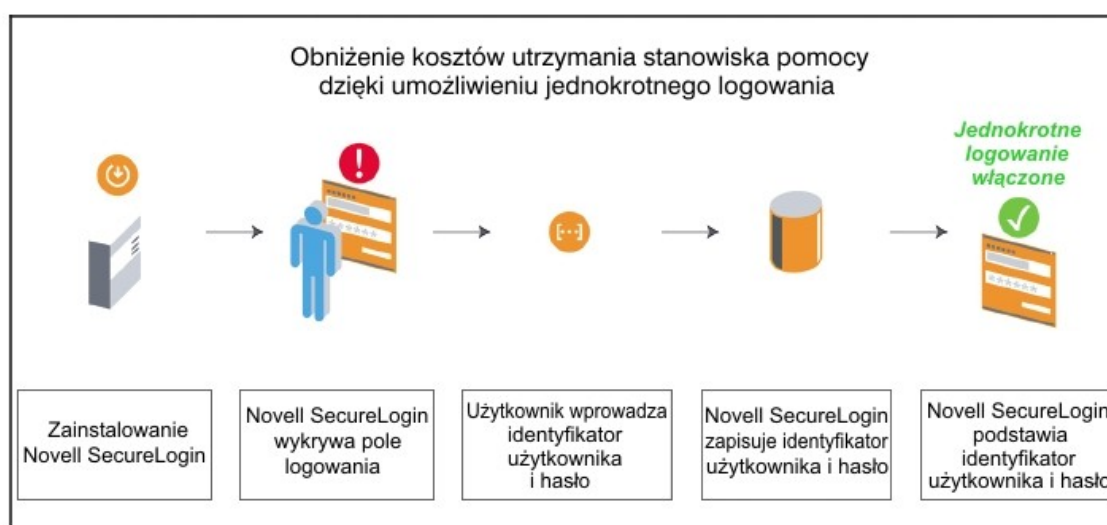 Obniżenie kosztów utrzymania stanowiska pomocy
dzięki umożliwieniu jednokrotnego logowania
Jednokrotne
logowanie
włączone
Zainstalowanie
Novell SecureLogin
Novell SecureLogin
wykrywa pole
logowania
Użytkownik wprowadza
identyfikator
użytkownika
i hasło
Novell SecureLogin
zapisuje identyfikator
użytkownika i hasło
Novell SecureLogin
podstawia
identyfikator
użytkownika i hasło